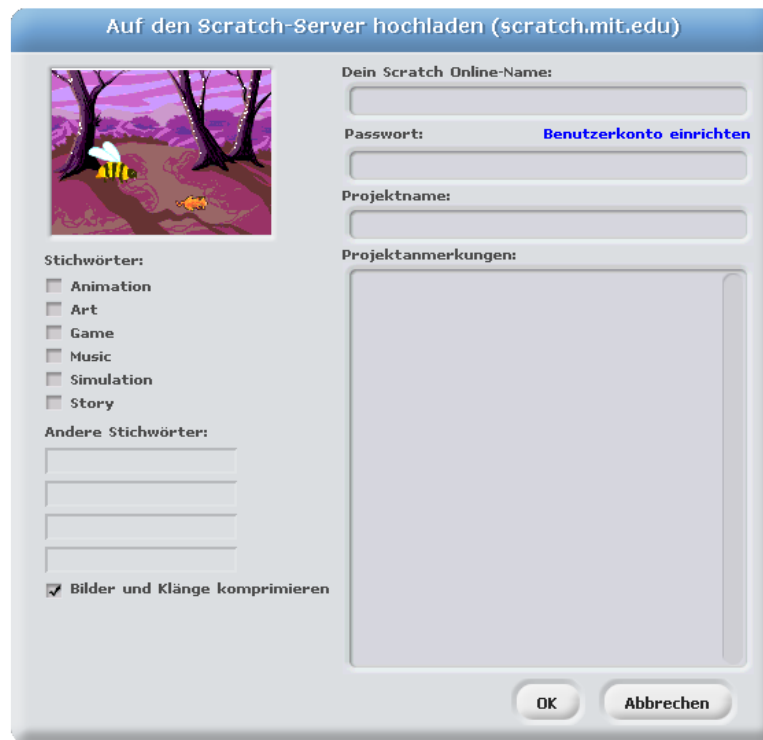 Auf den Scratch-Server hochladen (scratch.mit.edu)
Dein Scratch Online-Name:
Passwort: Benutzerkonto einrichten
Projektname:
Projektanmerkungen:
Stichwörter:
Animation
Art
Game
Music
Simulation
Story
Andere Stichwörter:
Bilder und Klänge komprimieren
OK Abbrechen